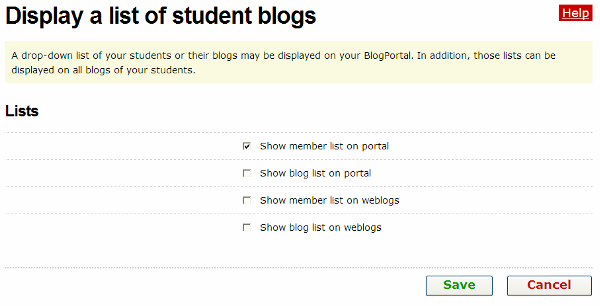 Display a list of student blogs
Help
A drop-down list of your students or their blogs may be displayed on your BlogPortal. In addition, those lists can be
displayed on all blogs of your students.
Lists
Show member list on portal
Show blog list on portal
Show member list on weblogs
Show blog list on weblogs
Save
Cancel